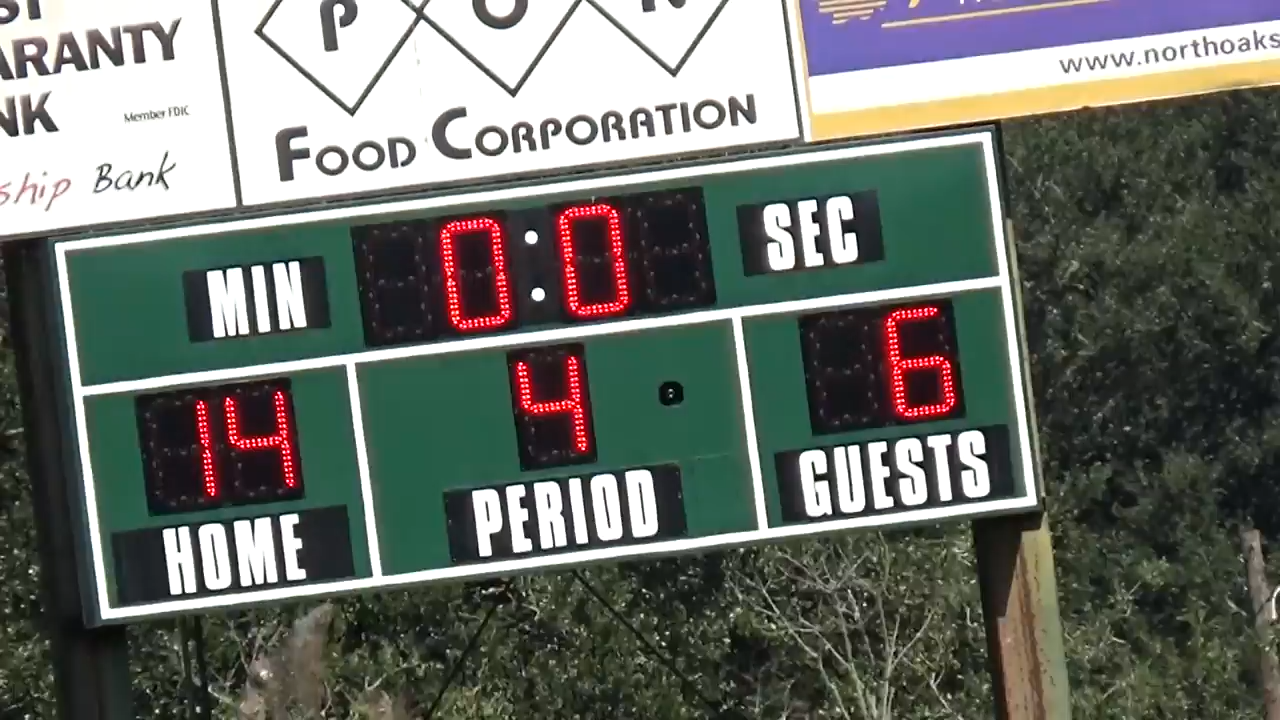 ARANTY
NK
Member FDIC
ship Bank
P O
FOOD CORPORATION
www.northoaks
MIN 0:0 SEC
14 4 6
HOME PERIOD GUESTS